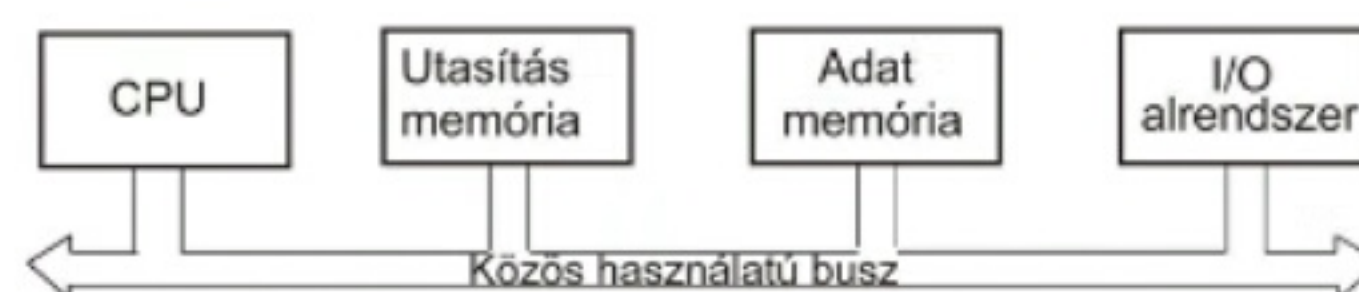 CPU
Utasítás
memória
Adat
memória
I/O
alrendszer
Közös használatú busz